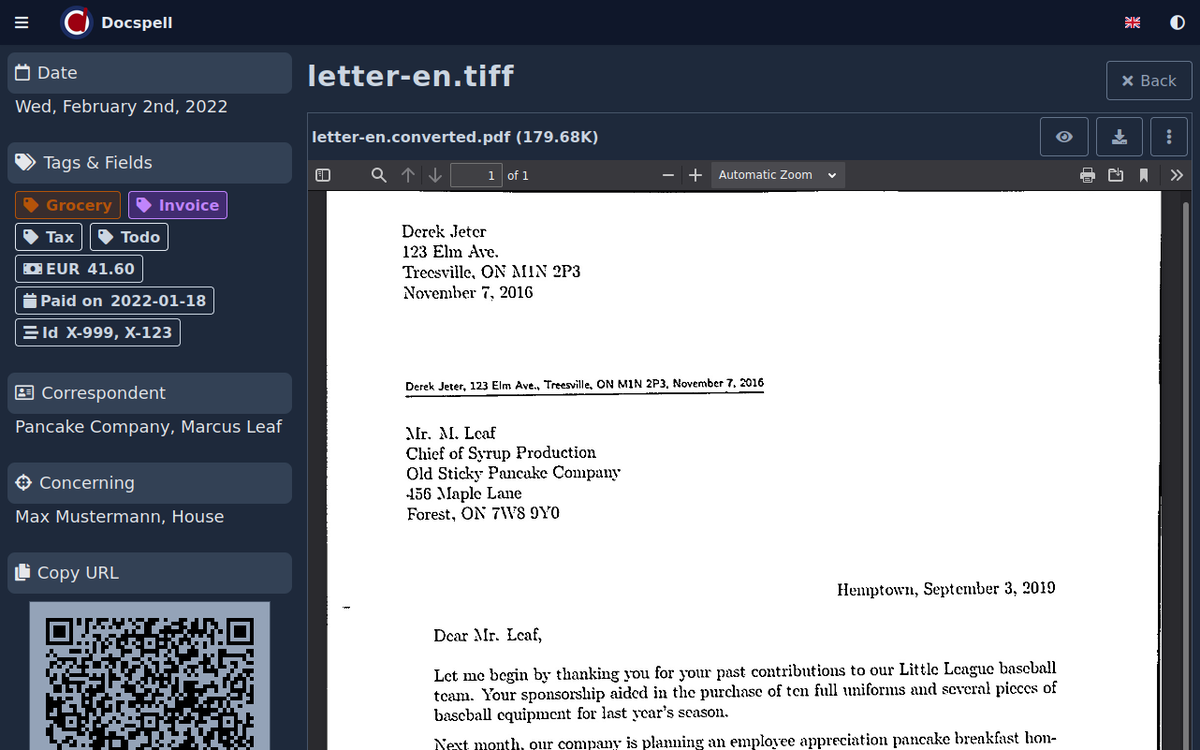 Docspell
Date
Wed, February 2nd, 2022
Tags & Fields
Grocery Invoice
Tax Todo
EUR 41.60
Paid on 2022-01-18
Id X-999, X-123
Correspondent
Pancake Company, Marcus Leaf
Concerning
Max Mustermann, House
Copy URL
letter-en.tiff
Back
letter-en.converted.pdf (179.68K)
1 of 1
Automatic Zoom
Derek Jeter
123 Elm Ave.
Treesville, ON M1N 2P3
November 7, 2016
Derek Jeter, 123 Elm Ave., Treesville, ON M1N 2P3, November 7, 2016
Mr. M. Leaf
Chief of Syrup Production
Old Sticky Pancake Company
456 Maple Lane
Forest, ON 7W8 9Y0
Hemptown, September 3, 2019
Dear Mr. Leaf,
Let me begin by thanking you for your past contributions to our Little League baseball
team. Your sponsorship aided in the purchase of ten full uniforms and several pieces of
baseball equipment for last year's season.
Next month, our company is planning an employee appreciation pancake breakfast hon-